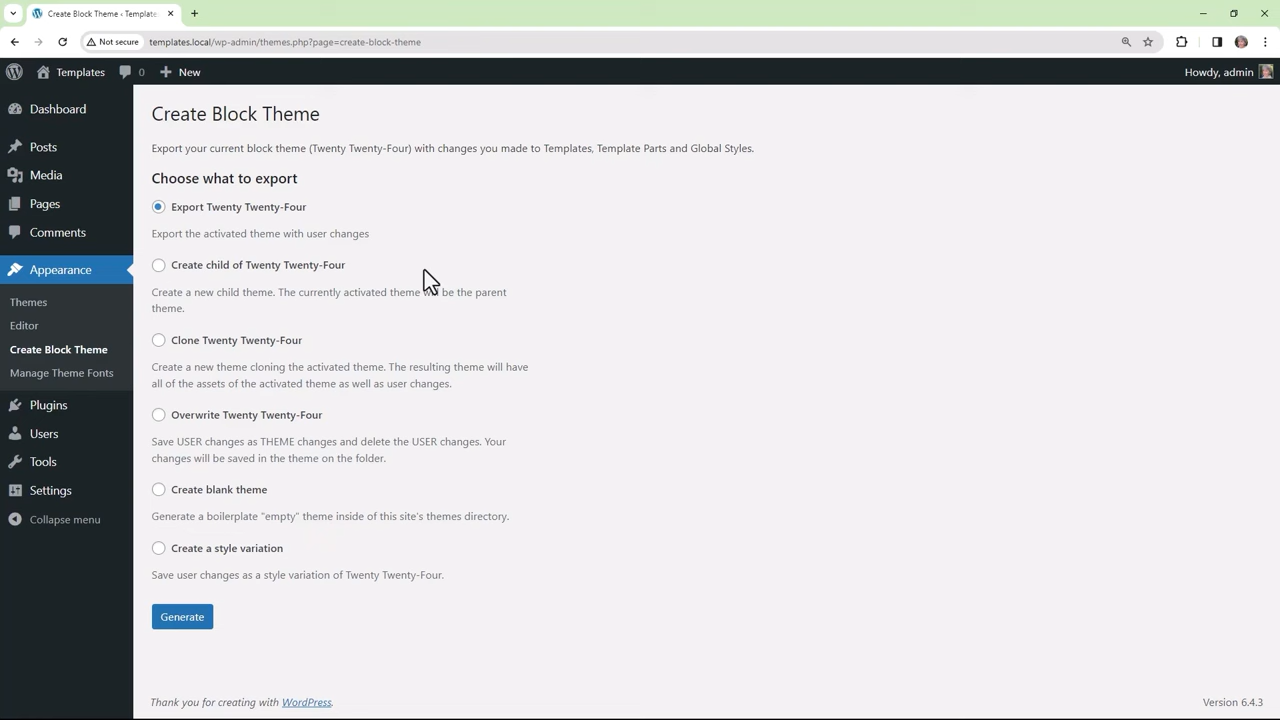 Create Block Theme ‹ Template
Not secure templates.local/wp-admin/themes.php?page=create-block-theme
Templates 0 New Howdy, admin
Dashboard
Posts
Media
Pages
Comments
Appearance
Themes
Editor
Create Block Theme
Manage Theme Fonts
Plugins
Users
Tools
Settings
Collapse menu
Create Block Theme
Export your current block theme (Twenty Twenty-Four) with changes you made to Templates, Template Parts and Global Styles.
Choose what to export
Export Twenty Twenty-Four
Export the activated theme with user changes
Create child of Twenty Twenty-Four
Create a new child theme. The currently activated theme will be the parent
theme.
Clone Twenty Twenty-Four
Create a new theme cloning the activated theme. The resulting theme will have
all of the assets of the activated theme as well as user changes.
Overwrite Twenty Twenty-Four
Save USER changes as THEME changes and delete the USER changes. Your
changes will be saved in the theme on the folder.
Create blank theme
Generate a boilerplate "empty" theme inside of this site's themes directory.
Create a style variation
Save user changes as a style variation of Twenty Twenty-Four.
Generate
Thank you for creating with WordPress. Version 6.4.3